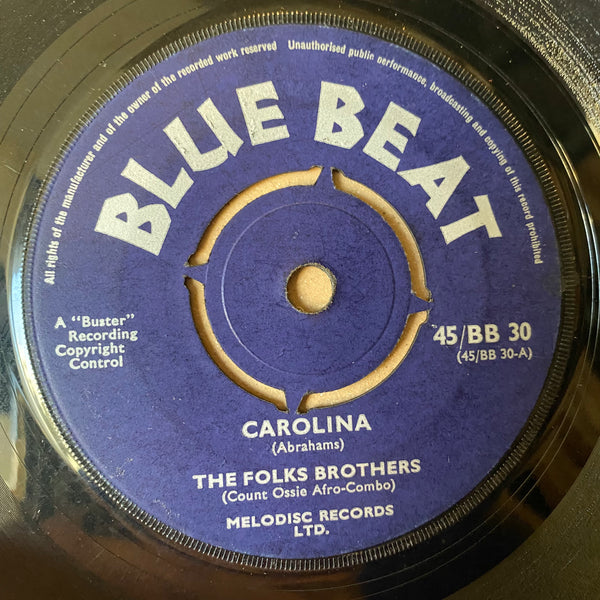 All rights of the manufacturer and of the owner of the recorded work reserved Unauthorised public performance, broadcasting and copying of this record prohibited
BLUE BEAT
A "Buster"
Recording
Copyright
Control
45/BB 30
(45/BB 30-A)
CAROLINA
(Abrahams)
THE FOLKS BROTHERS
(Count Ossie Afro-Combo)
MELODISC RECORDS
LTD.